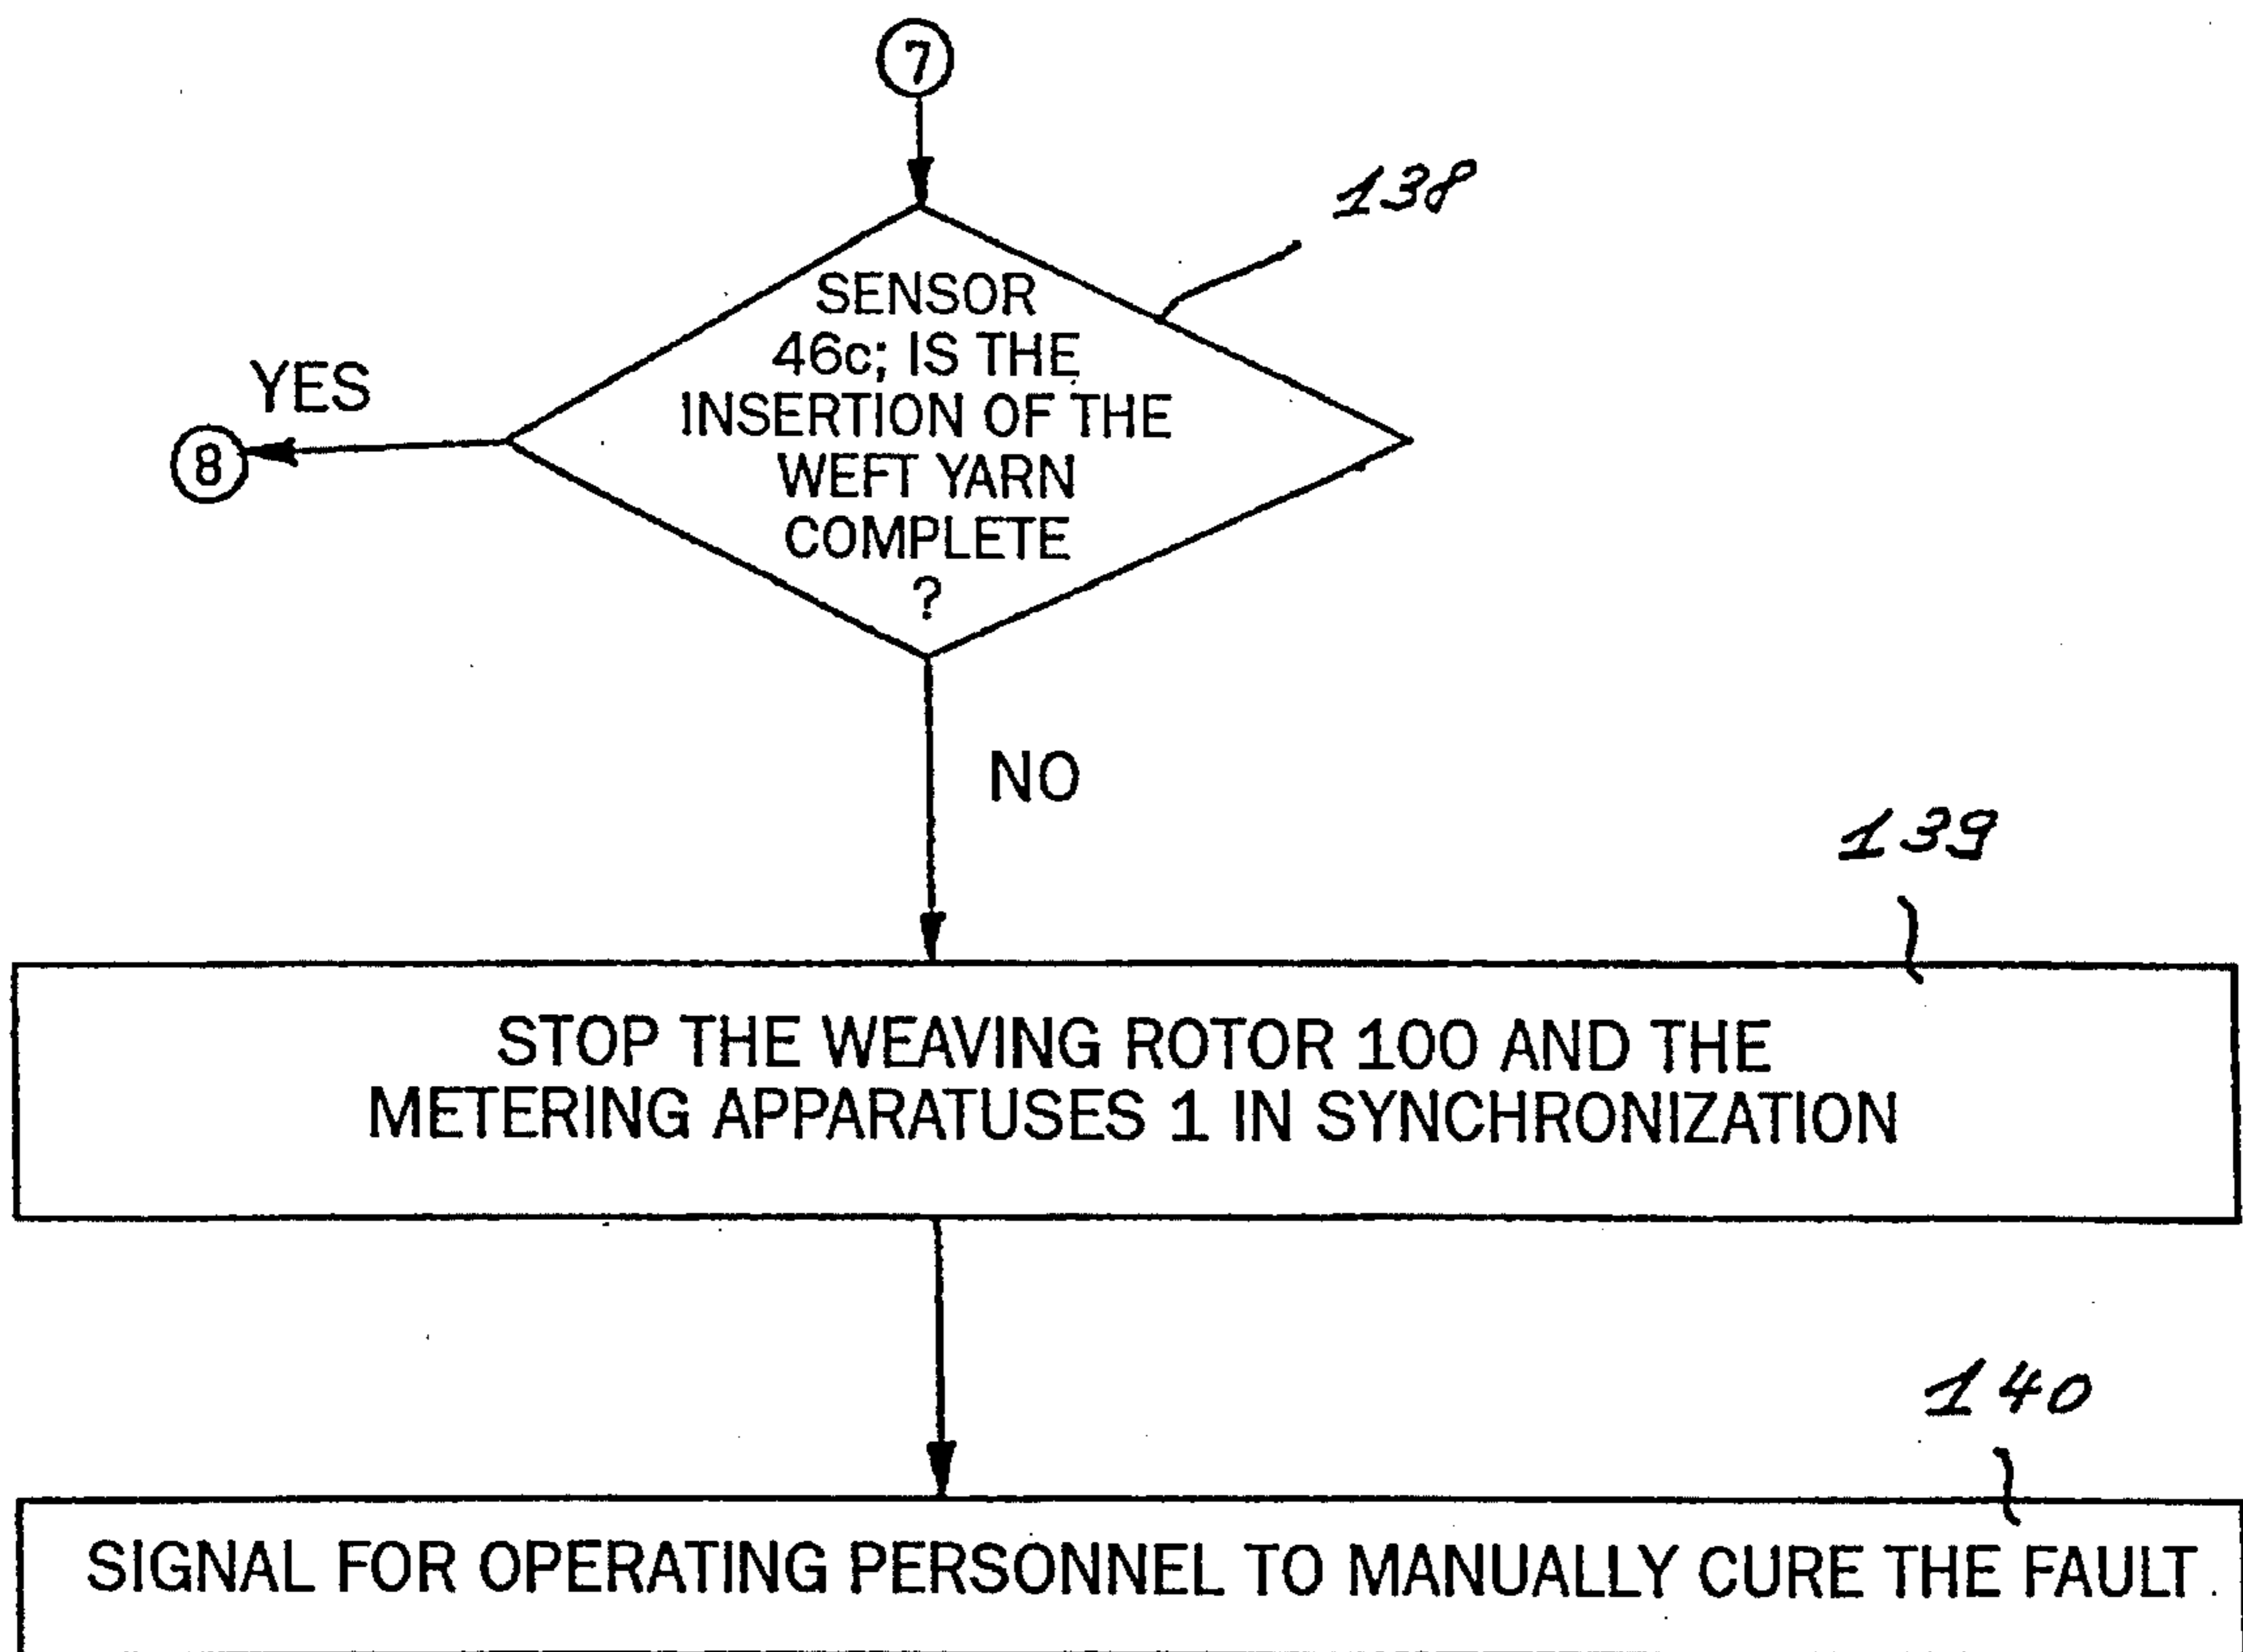 7
138
SENSOR
46c; IS THE
INSERTION OF THE
WEFT YARN
COMPLETE
?
YES
8
NO
139
STOP THE WEAVING ROTOR 100 AND THE
METERING APPARATUSES 1 IN SYNCHRONIZATION
140
SIGNAL FOR OPERATING PERSONNEL TO MANUALLY CURE THE FAULT.